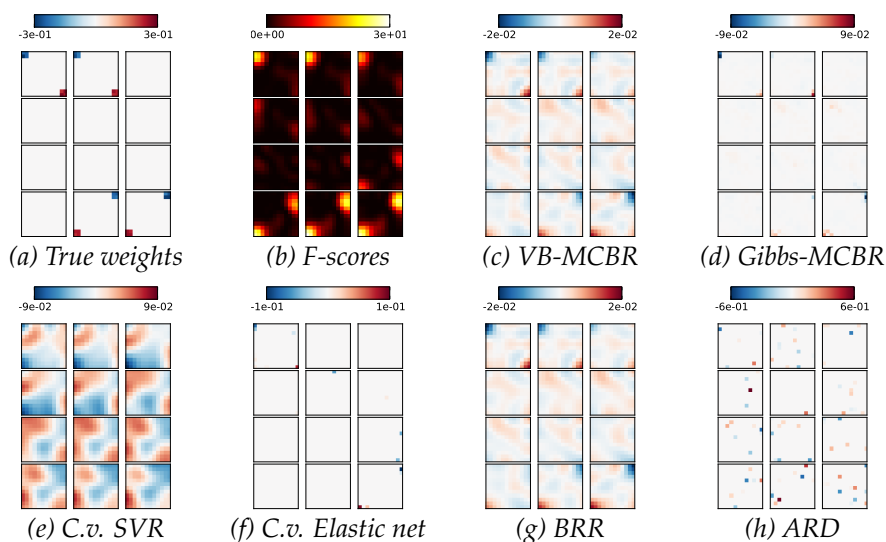 -3e-01 3e-01
0e+00 3e+01
-2e-02 2e-02
-9e-02 9e-02
(a) True weights
(b) F-scores
(c) VB-MCBR
(d) Gibbs-MCBR
-9e-02 9e-02
-1e-01 1e-01
-2e-02 2e-02
-6e-01 6e-01
(e) C.v. SVR
(f) C.v. Elastic net
(g) BRR
(h) ARD